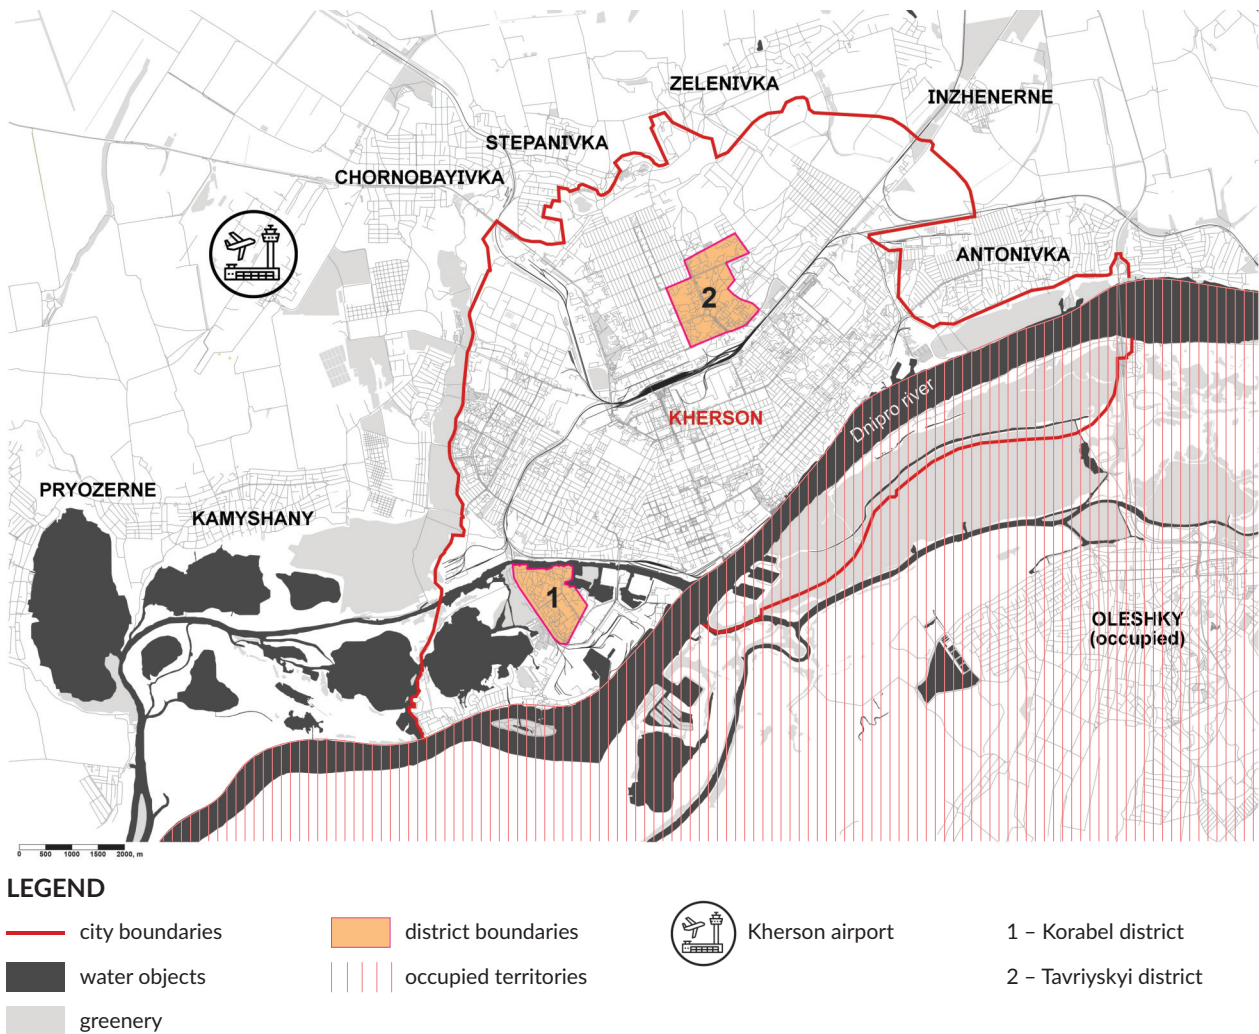 ZELENIVKA
INZHENERNE
STEPANIVKA
CHORNOBAYIVKA
ANTONIVKA
2
KHERSON
Dnipro river
PRYOZERNE
KAMYSHANY
1
OLESHKY
(occupied)
0 500 1000 1500 2000, m
LEGEND
city boundaries
district boundaries
Kherson airport
1 – Korabel district
water objects
occupied territories
2 – Tavriyskyi district
greenery